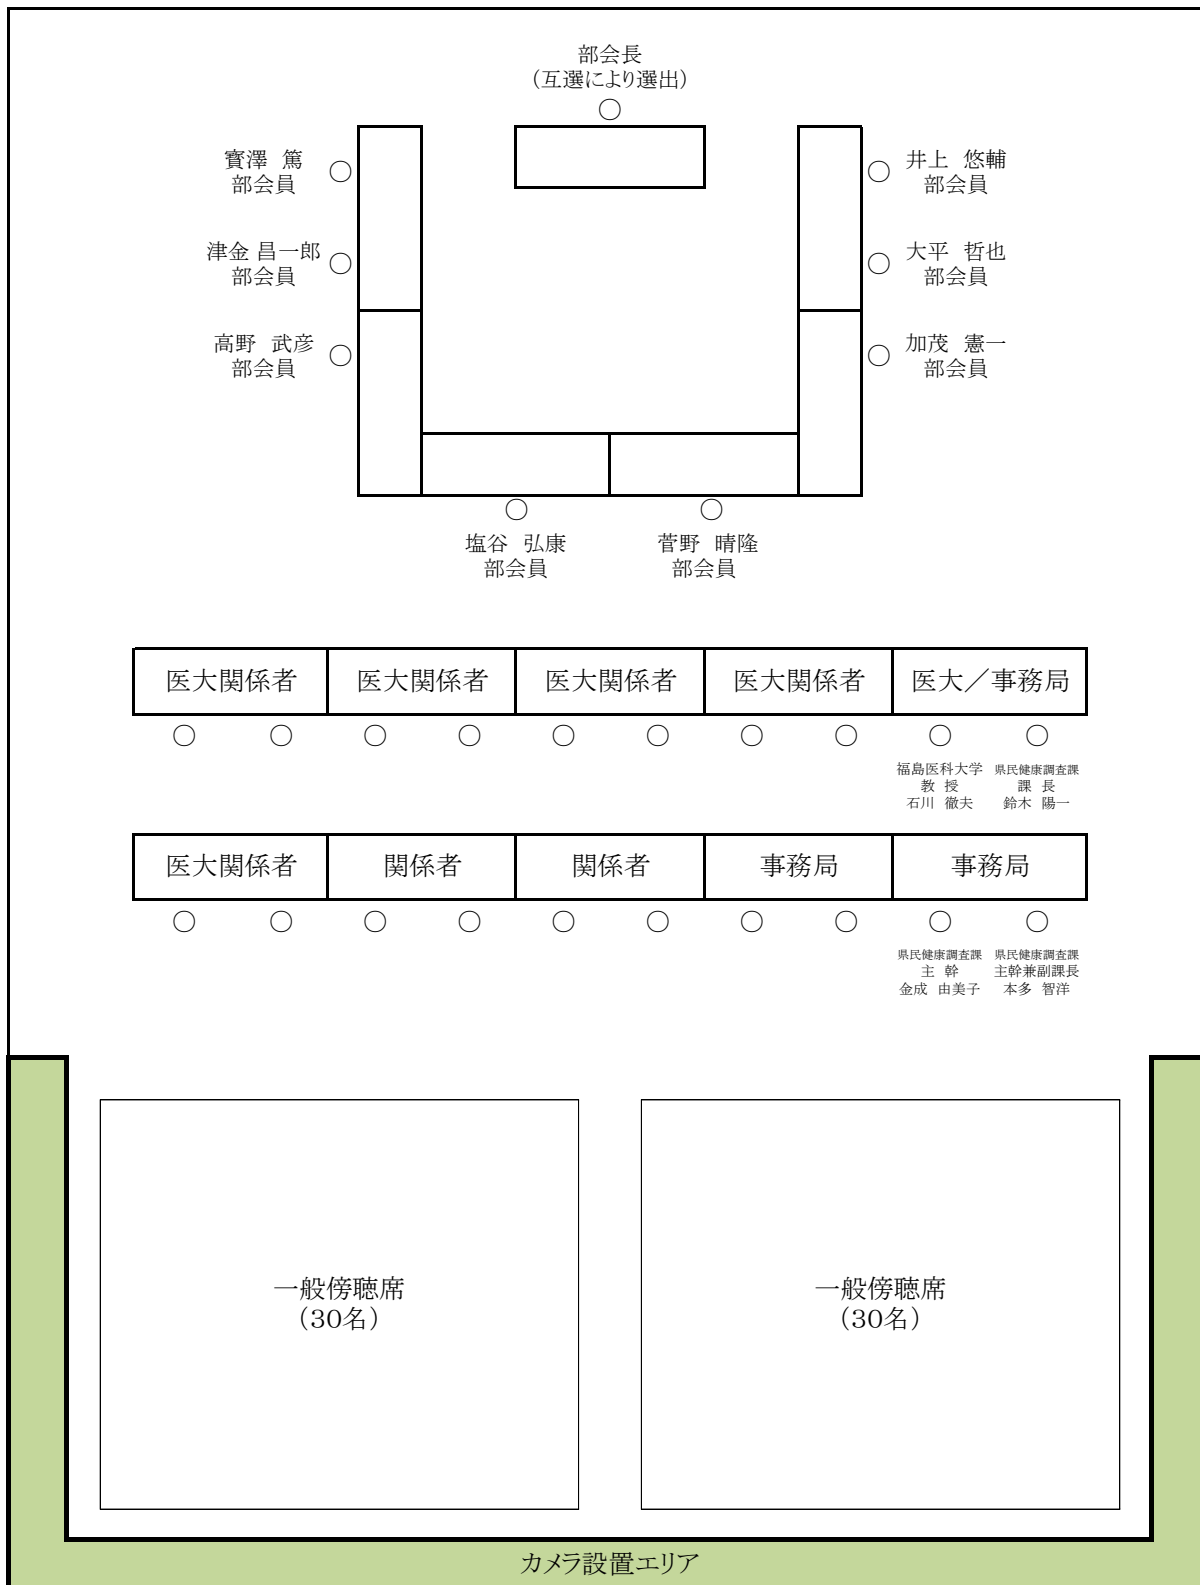 部会長
（互選により選出）
寳澤 篤
部会員
井上 悠輔
部会員
津金 昌一郎
部会員
大平 哲也
部会員
高野 武彦
部会員
加茂 憲一
部会員
塩谷 弘康
部会員
菅野 晴隆
部会員
医大関係者
医大関係者
医大関係者
医大関係者
医大／事務局
福島医科大学
教 授
石川 徹夫
県民健康調査課
課 長
鈴木 陽一
医大関係者
関係者
関係者
事務局
事務局
県民健康調査課
主 幹
金成 由美子
県民健康調査課
主幹兼副課長
本多 智洋
一般傍聴席
（30名）
一般傍聴席
（30名）
カメラ設置エリア